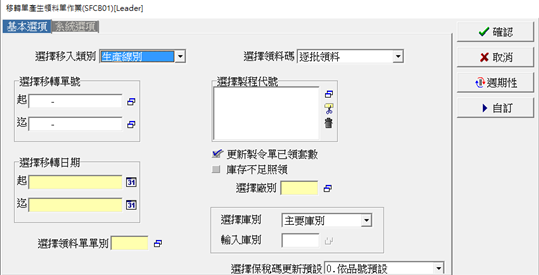 移轉單產生領料單作業(SFCB01)[Leader]
基本選項 系統選項
選擇移入類別 生產線別
選擇領料碼 逐批領料
選擇移轉單號
起 -
迄 -
選擇製程代號
更新製令單已領套數
庫存不足照領
選擇移轉日期
起 31
迄 31
選擇廠別
選擇庫別 主要庫別
輸入庫別
選擇領料單單別
選擇保稅碼更新預設 0.依品號預設
確認
取消
週期性
自訂